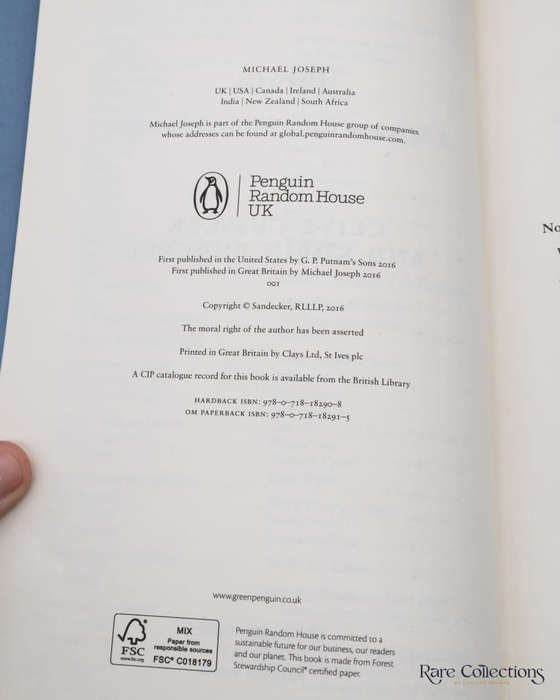 MICHAEL JOSEPH
UK | USA | Canada | Ireland | Australia
India | New Zealand | South Africa
Michael Joseph is part of the Penguin Random House group of companies
whose addresses can be found at global.penguinrandomhouse.com.
Penguin
Random House
UK
First published in the United States by G. P. Putnam's Sons 2016
First published in Great Britain by Michael Joseph 2016
001
Copyright © Sandecker, RLLLP, 2016
The moral right of the author has been asserted
Printed in Great Britain by Clays Ltd, St Ives plc
A CIP catalogue record for this book is available from the British Library
HARDBACK ISBN: 978-0-718-18290-8
OM PAPERBACK ISBN: 978-0-718-18291-5
No
www.greenpenguin.co.uk
FSC
www.fsc.org
MIX
Paper from
responsible sources
FSC® C018179
Penguin Random House is committed to a
sustainable future for our business, our readers
and our planet. This book is made from Forest
Stewardship Council® certified paper.
Rare Collections